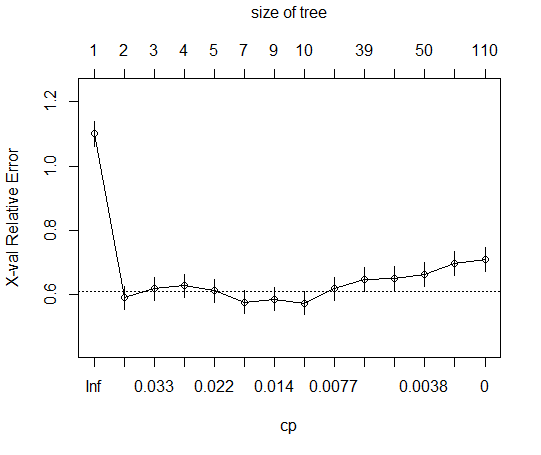 size of tree
1 2 3 4 5 7 9 10 39 50 110
X-val Relative Error
1.2
1.0
0.8
0.6
Inf 0.033 0.022 0.014 0.0077 0.0038 0
cp